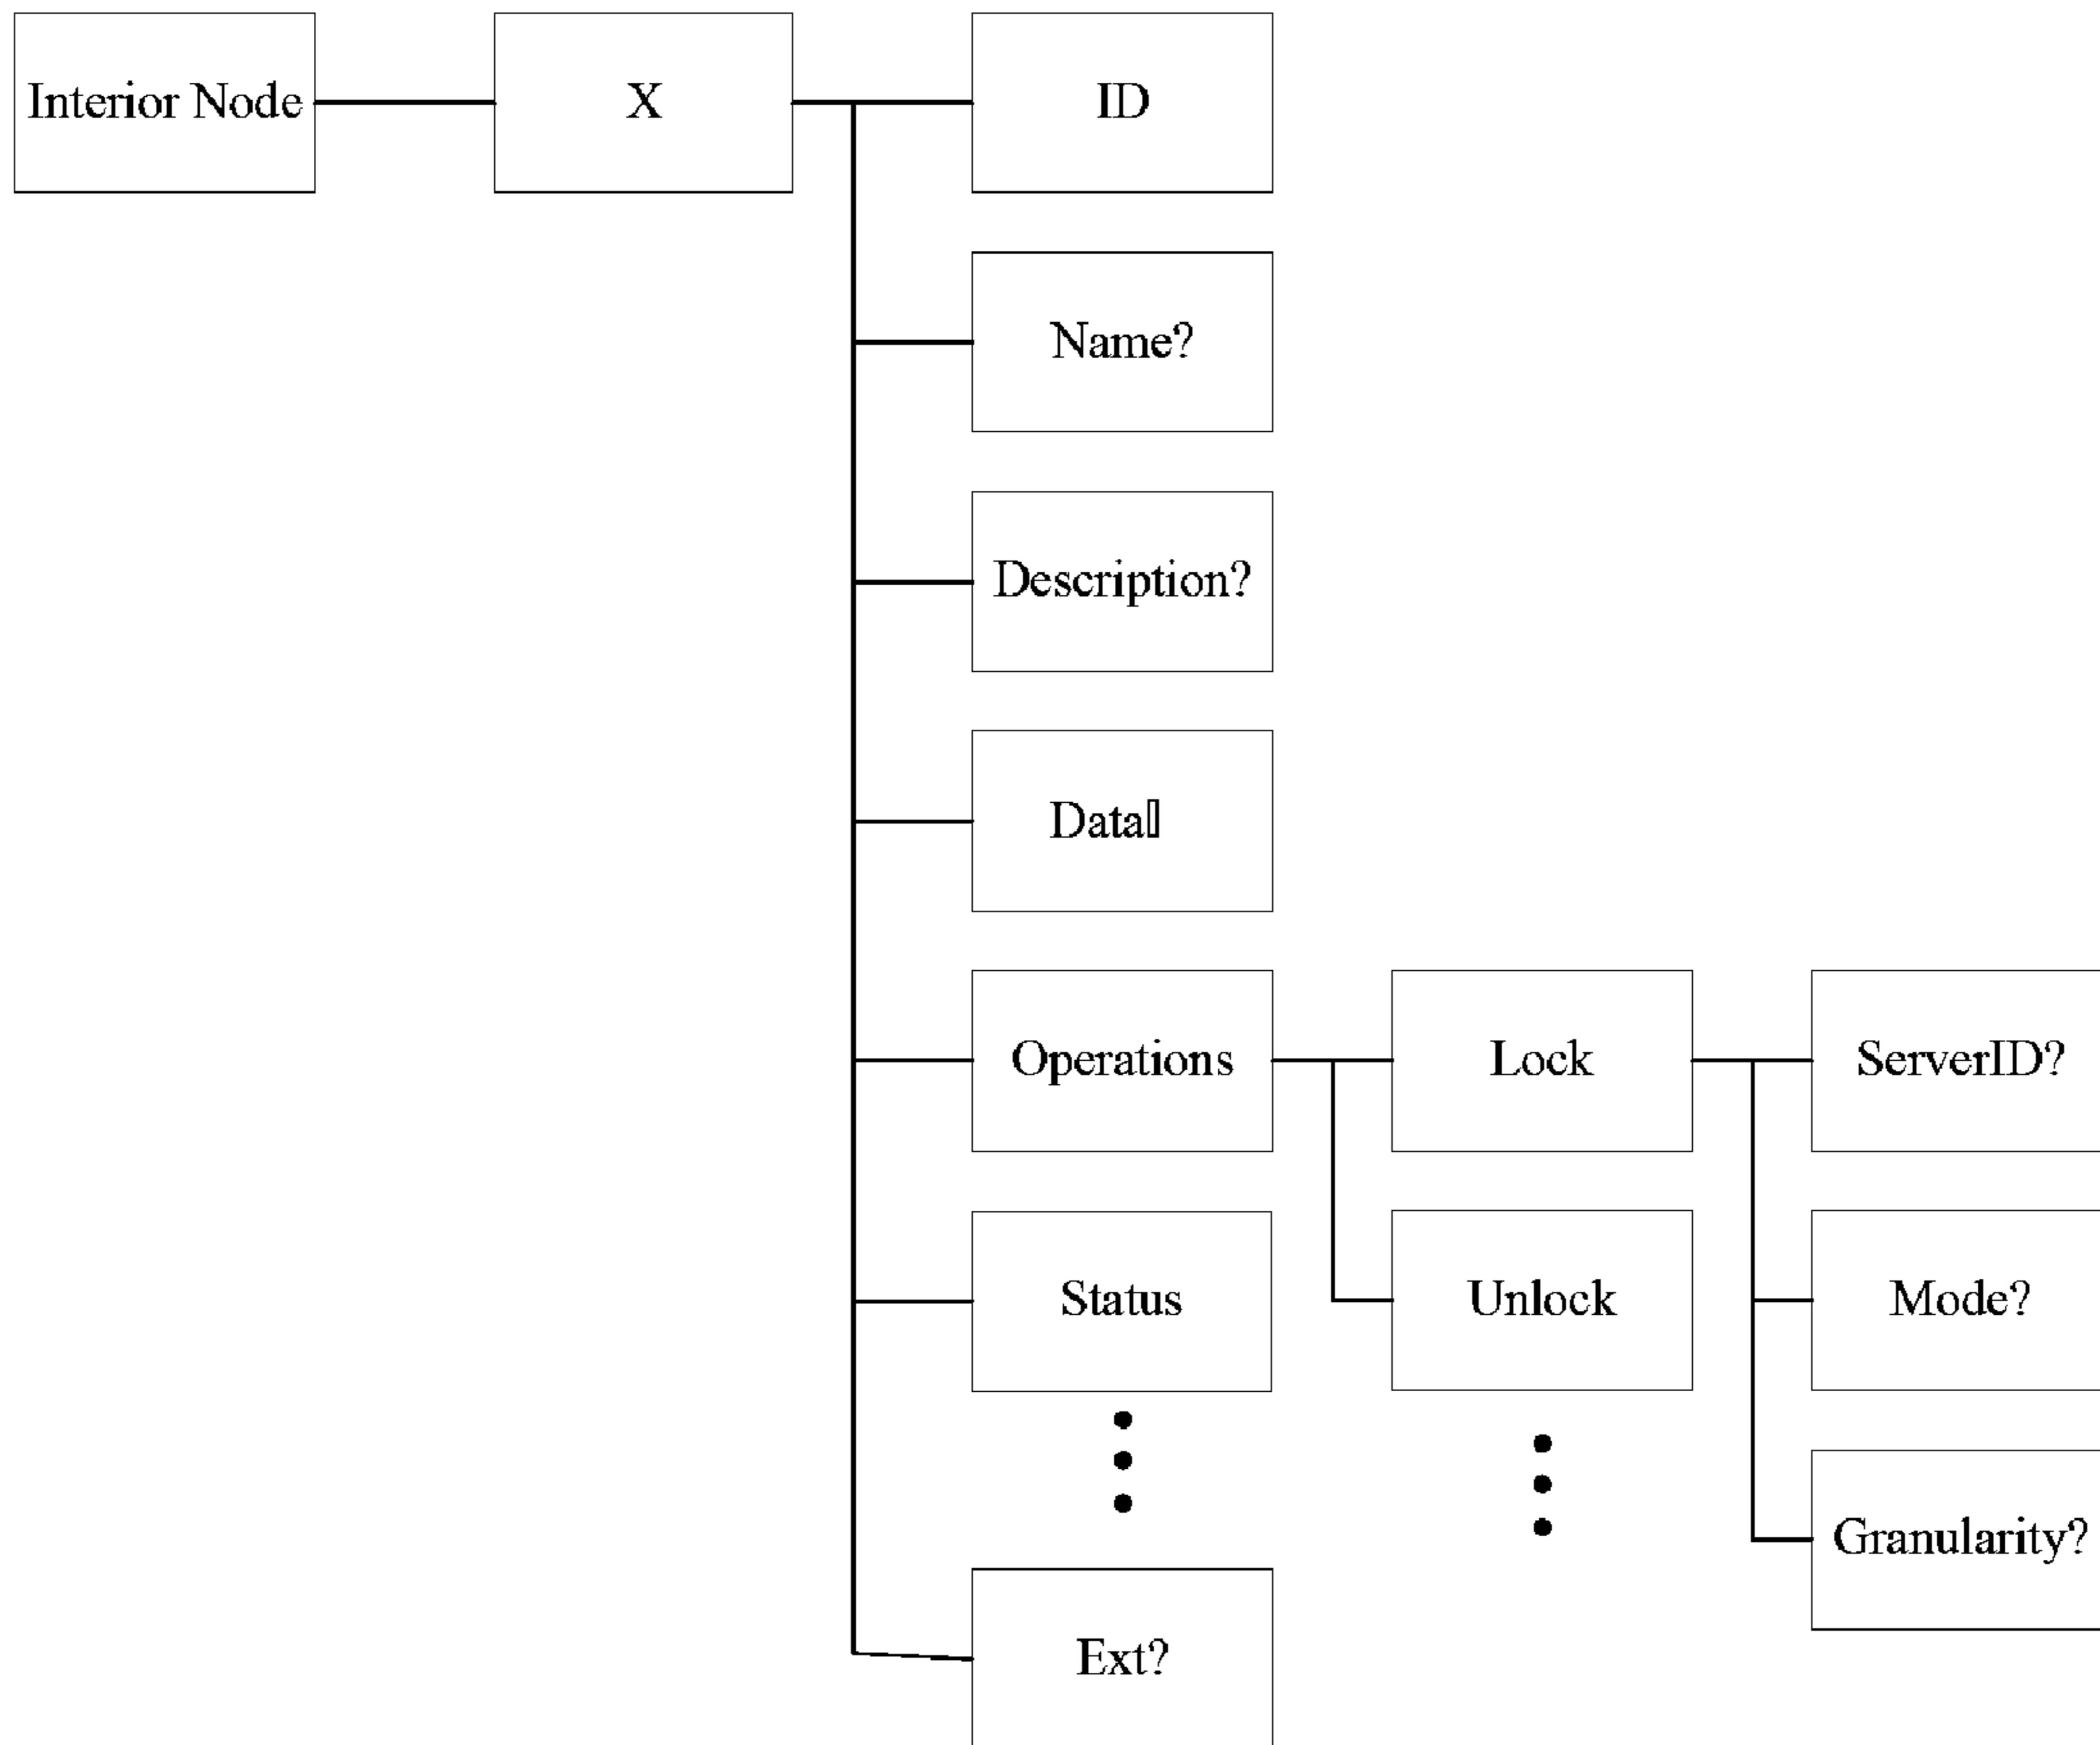 Interior Node
X
ID
Name?
Description?
Data
Operations
Lock
ServerID?
Status
Unlock
Mode?
Granularity?
Ext?